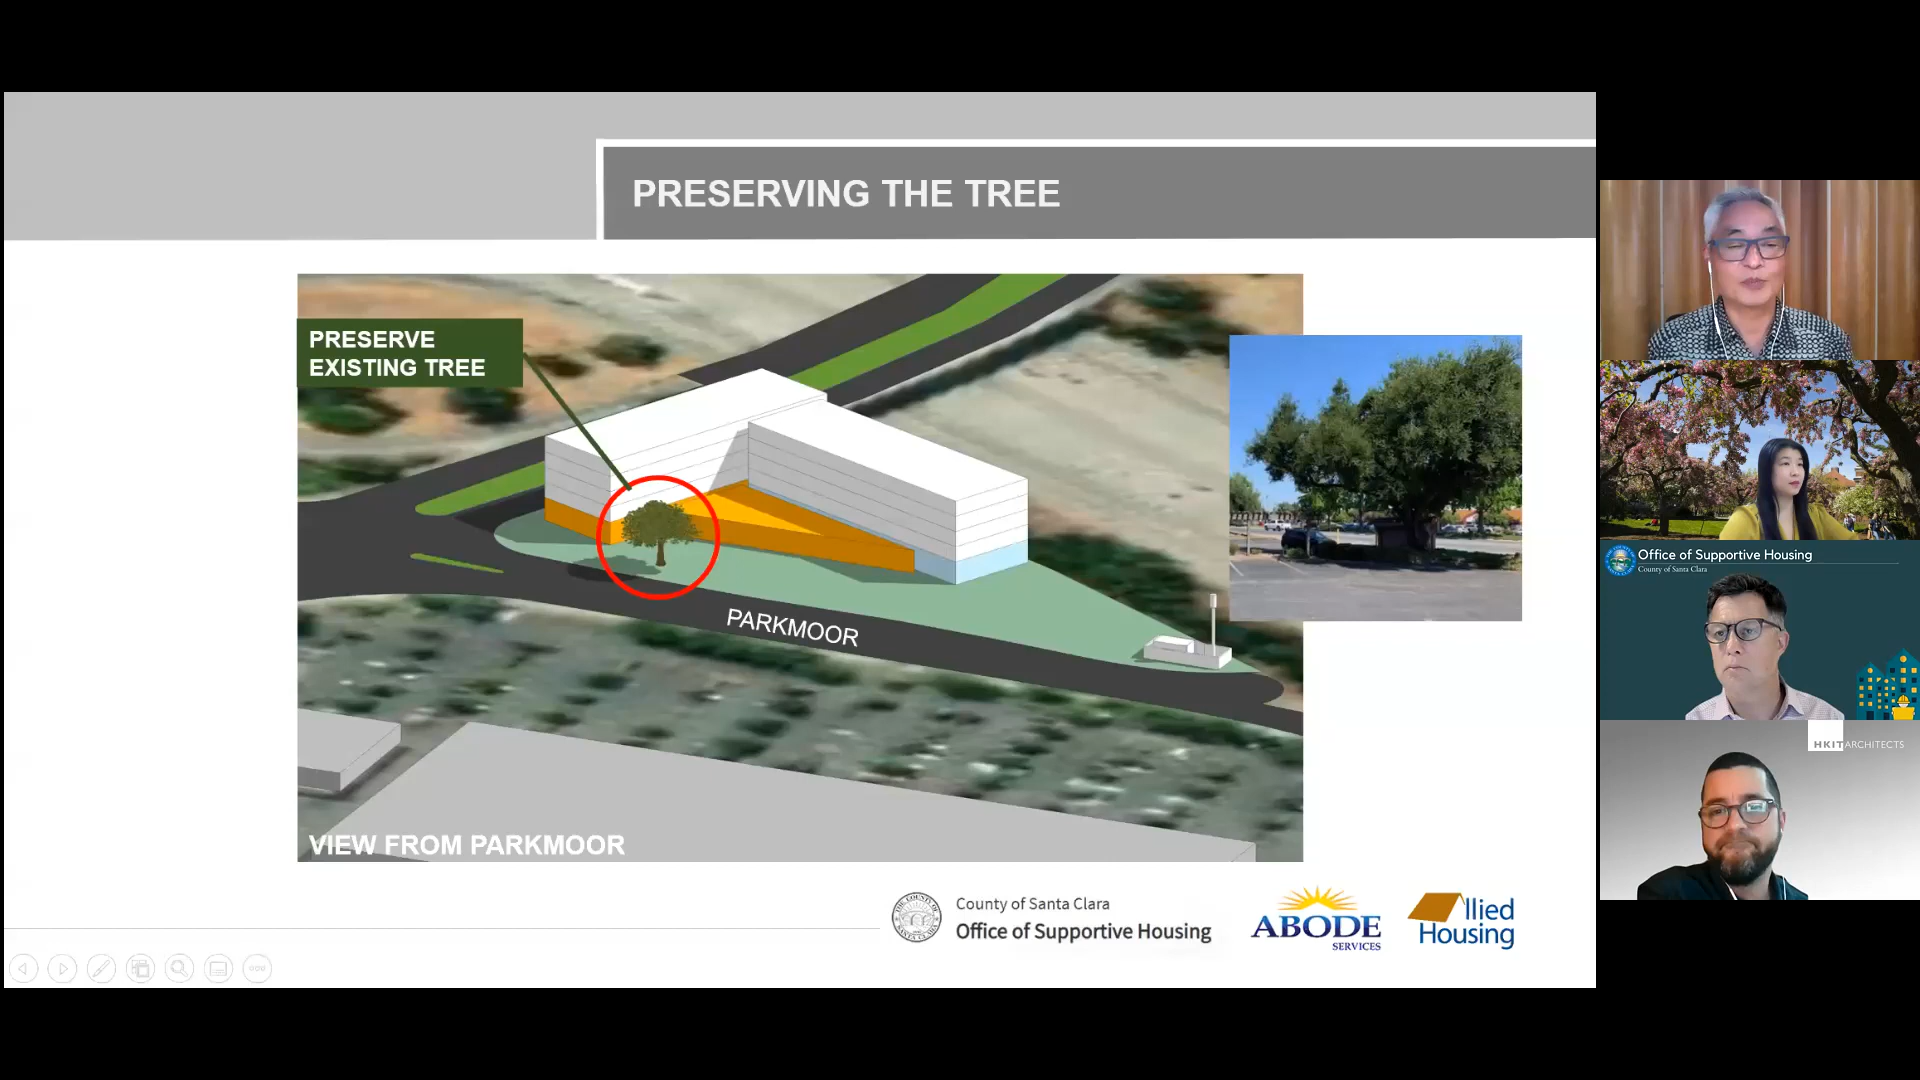 PRESERVING THE TREE
PRESERVE
EXISTING TREE
PARKMOOR
VIEW FROM PARKMOOR
County of Santa Clara
Office of Supportive Housing
ABODE
SERVICES
llied
Housing
Office of Supportive Housing
County of Santa Clara
HKIT ARCHITECTS